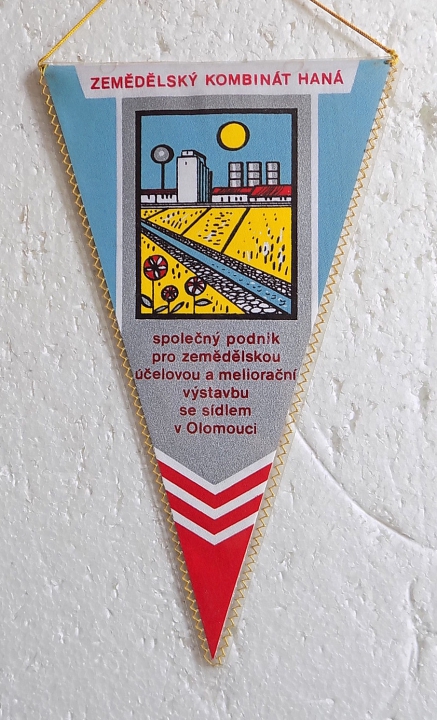 ZEMĚDĚLSKÝ KOMBINÁT HANÁ
společný podnik
pro zemědělskou
účelovou a meliorační
výstavbu
se sídlem
v Olomouci